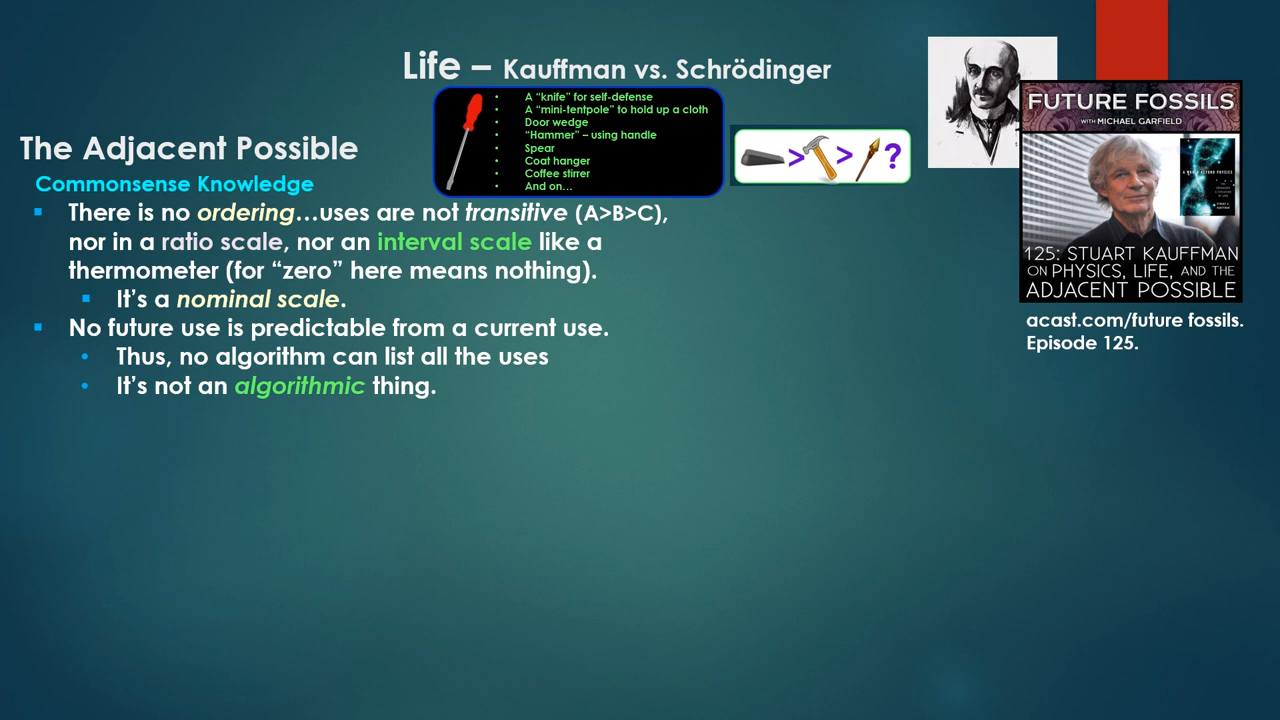 Life – Kauffman vs. Schrödinger
• A “knife” for self-defense
• A “mini-tentpole” to hold up a cloth
• Door wedge
• “Hammer” – using handle
• Spear
• Coat hanger
• Coffee stirrer
• And on…
> > ?
The Adjacent Possible
Commonsense Knowledge
▪ There is no ordering…uses are not transitive (A>B>C),
nor in a ratio scale, nor an interval scale like a
thermometer (for “zero” here means nothing).
▪ It’s a nominal scale.
▪ No future use is predictable from a current use.
• Thus, no algorithm can list all the uses
• It’s not an algorithmic thing.
FUTURE FOSSILS
WITH MICHAEL GARFIELD
125: STUART KAUFFMAN
ON PHYSICS, LIFE, AND THE
ADJACENT POSSIBLE
acast.com/future fossils.
Episode 125.